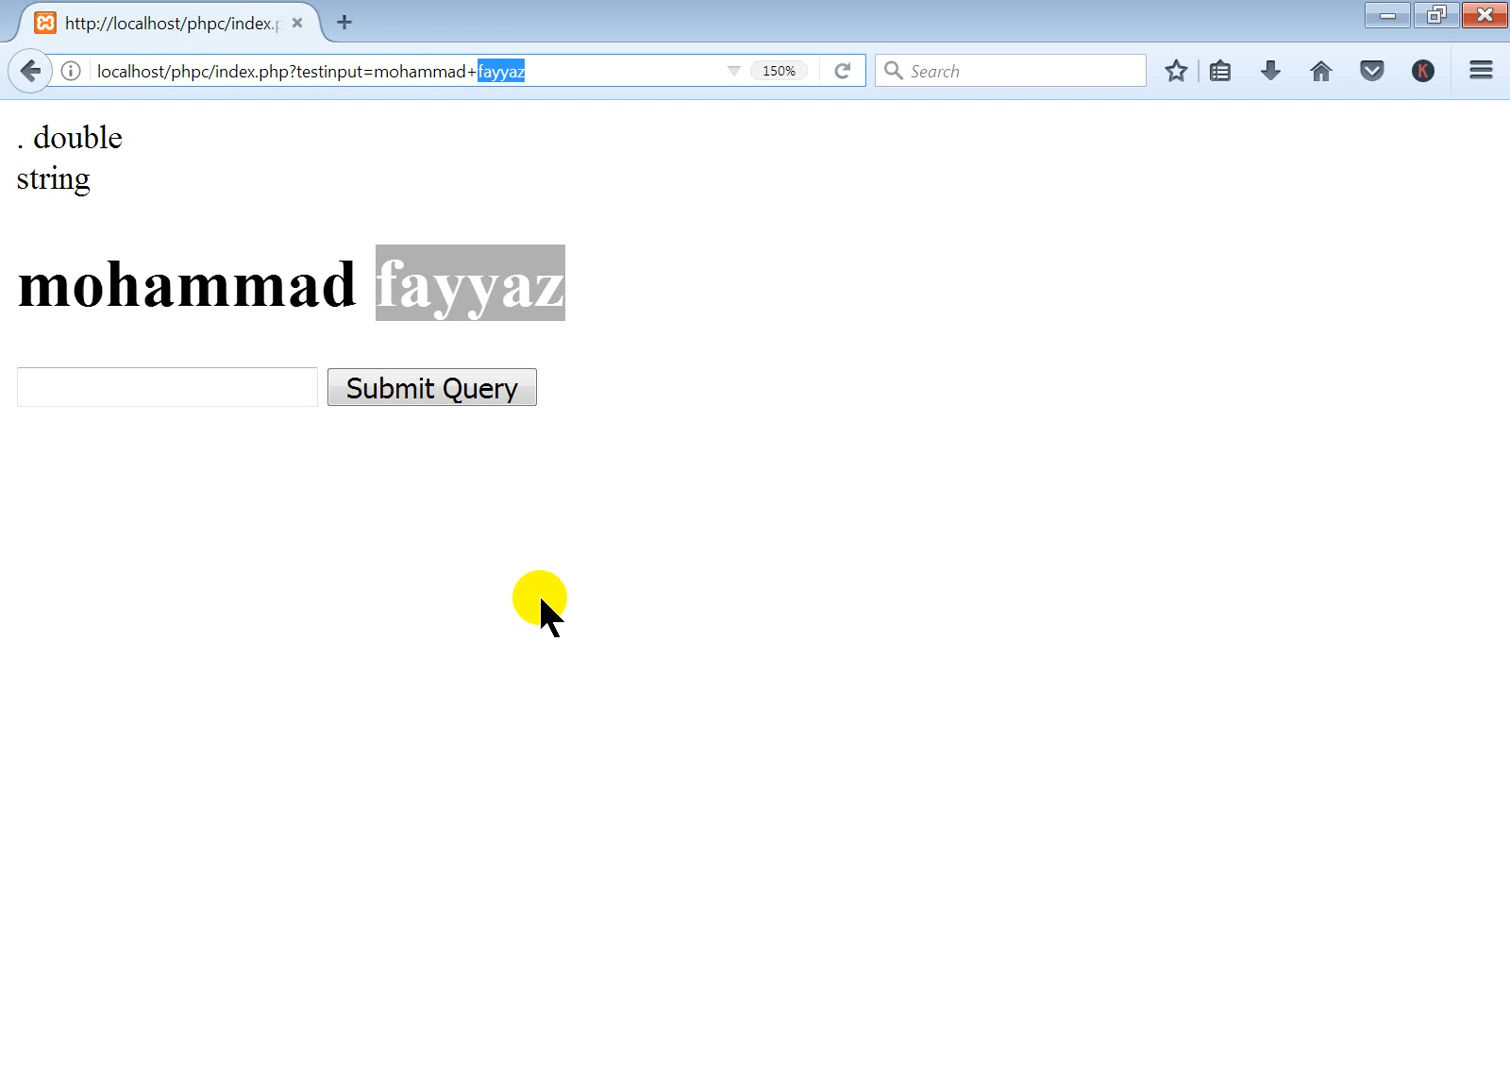 http://localhost/phpc/index.p
localhost/phpc/index.php?testinput=mohammad+fayyaz
150%
Search
K
. double
string
mohammad fayyaz
Submit Query